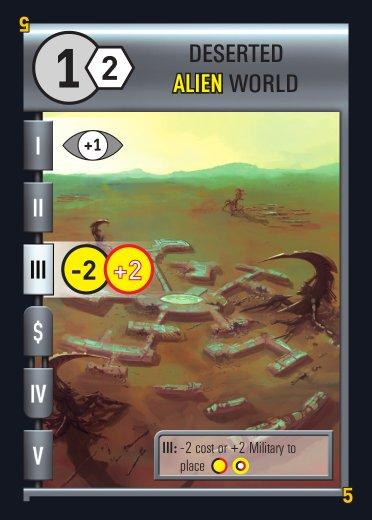 5
1 2
DESERTED
ALIEN WORLD
I
+1
II
III
-2 +2
$
IV
V
III: -2 cost or +2 Military to
place
5